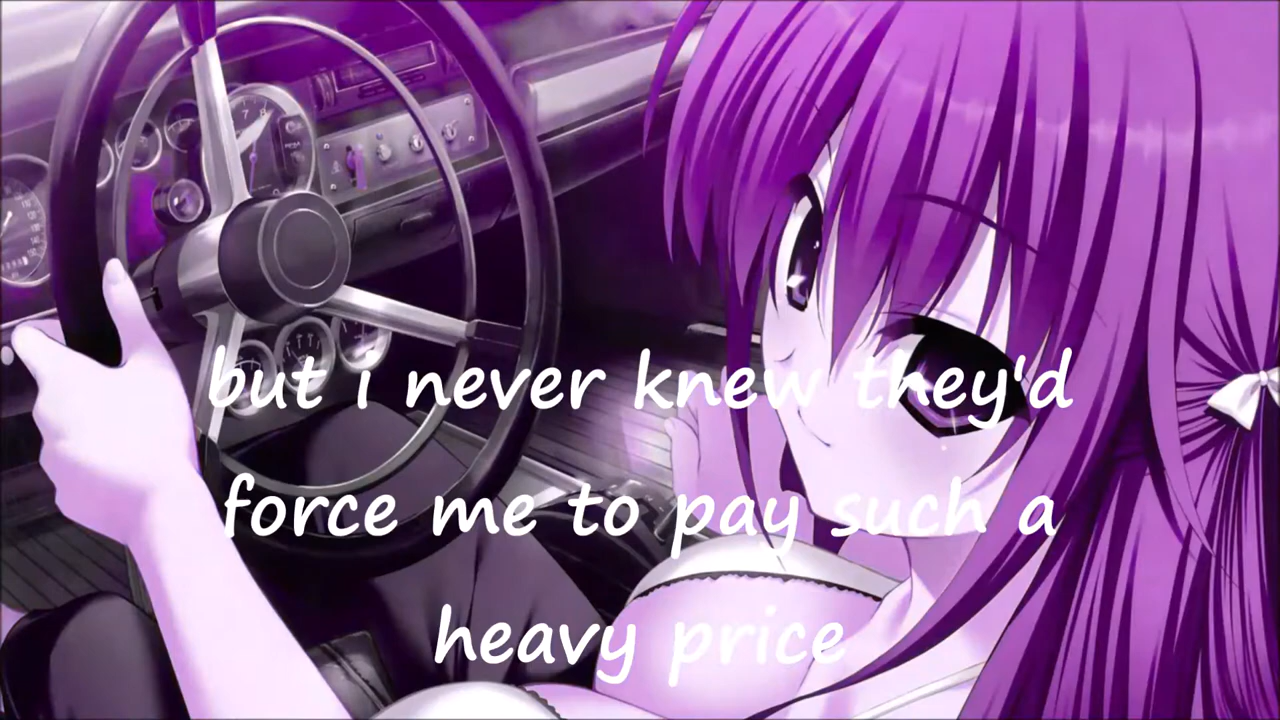 but i never knew they'd
force me to pay such a
heavy price